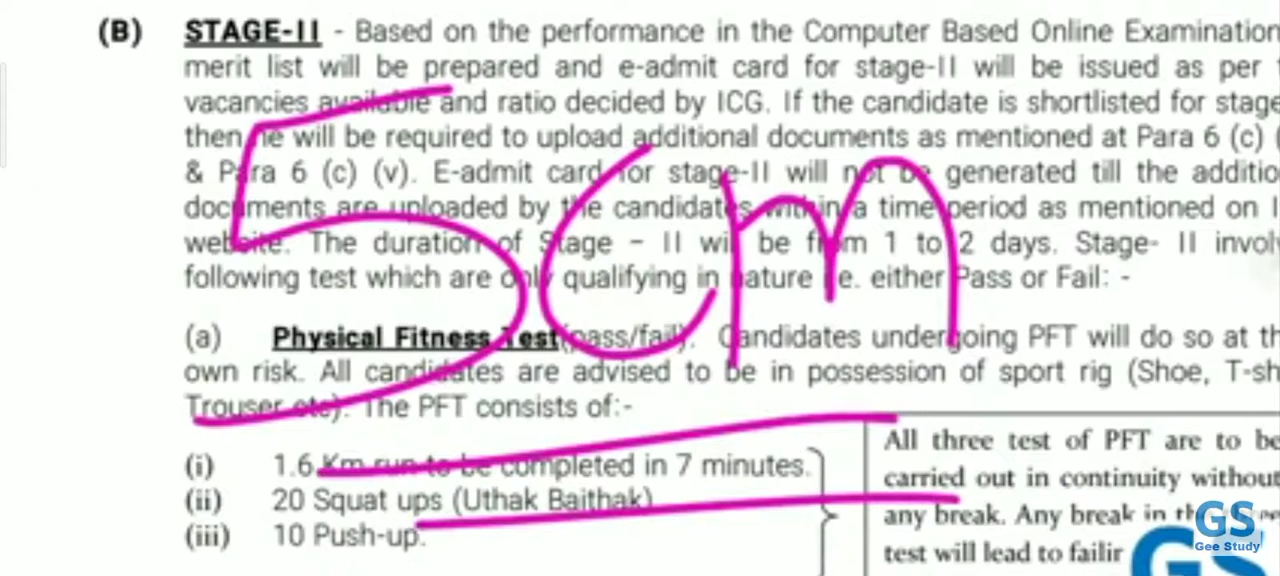 (B) STAGE-II - Based on the performance in the Computer Based Online Examination
merit list will be prepared and e-admit card for stage-II will be issued as per
vacancies available and ratio decided by ICG. If the candidate is shortlisted for stage
then he will be required to upload additional documents as mentioned at Para 6 (c)
& Para 6 (c) (v). E-admit card for stage-II will not be generated till the additio
documents are uploaded by the candidates within a time period as mentioned on
website. The duration of Stage – II will be from 1 to 2 days. Stage- II invol
following test which are only qualifying in nature i.e. either Pass or Fail: -
5 cm
(a) Physical Fitness Test(pass/fail). Candidates undergoing PFT will do so at th
own risk. All candidates are advised to be in possession of sport rig (Shoe, T-sh
Trouser etc). The PFT consists of:-
(i) 1.6 Km run to be completed in 7 minutes.
(ii) 20 Squat ups (Uthak Baithak)
(iii) 10 Push-up.
All three test of PFT are to be
carried out in continuity without
any break. Any break in
test will lead to
GS
Gee Study
GS